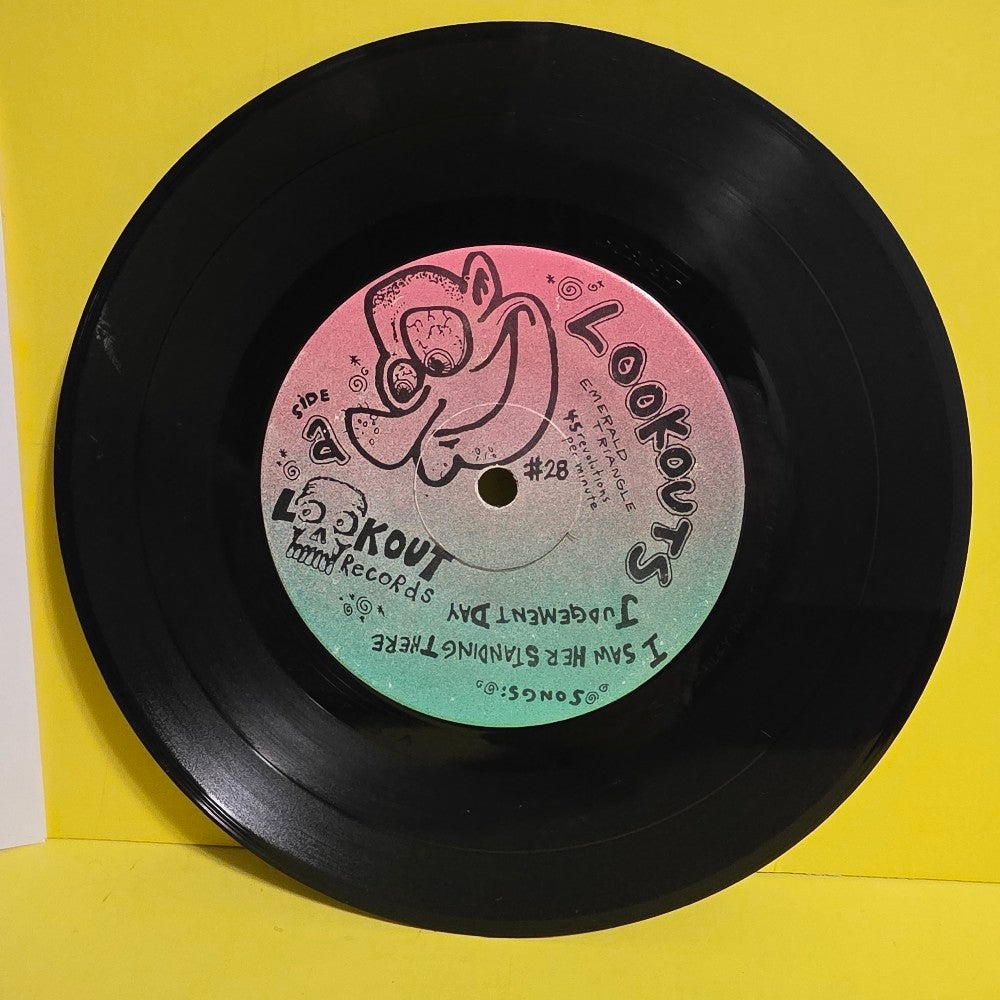 LOOKOUTS
EMERALD
TRIANGLE
45 revolutions
per minute
#28
SIDE
A
LOOKOUT
Records
SONGS:
I SAW HER STANDING THERE
JUDGEMENT DAY